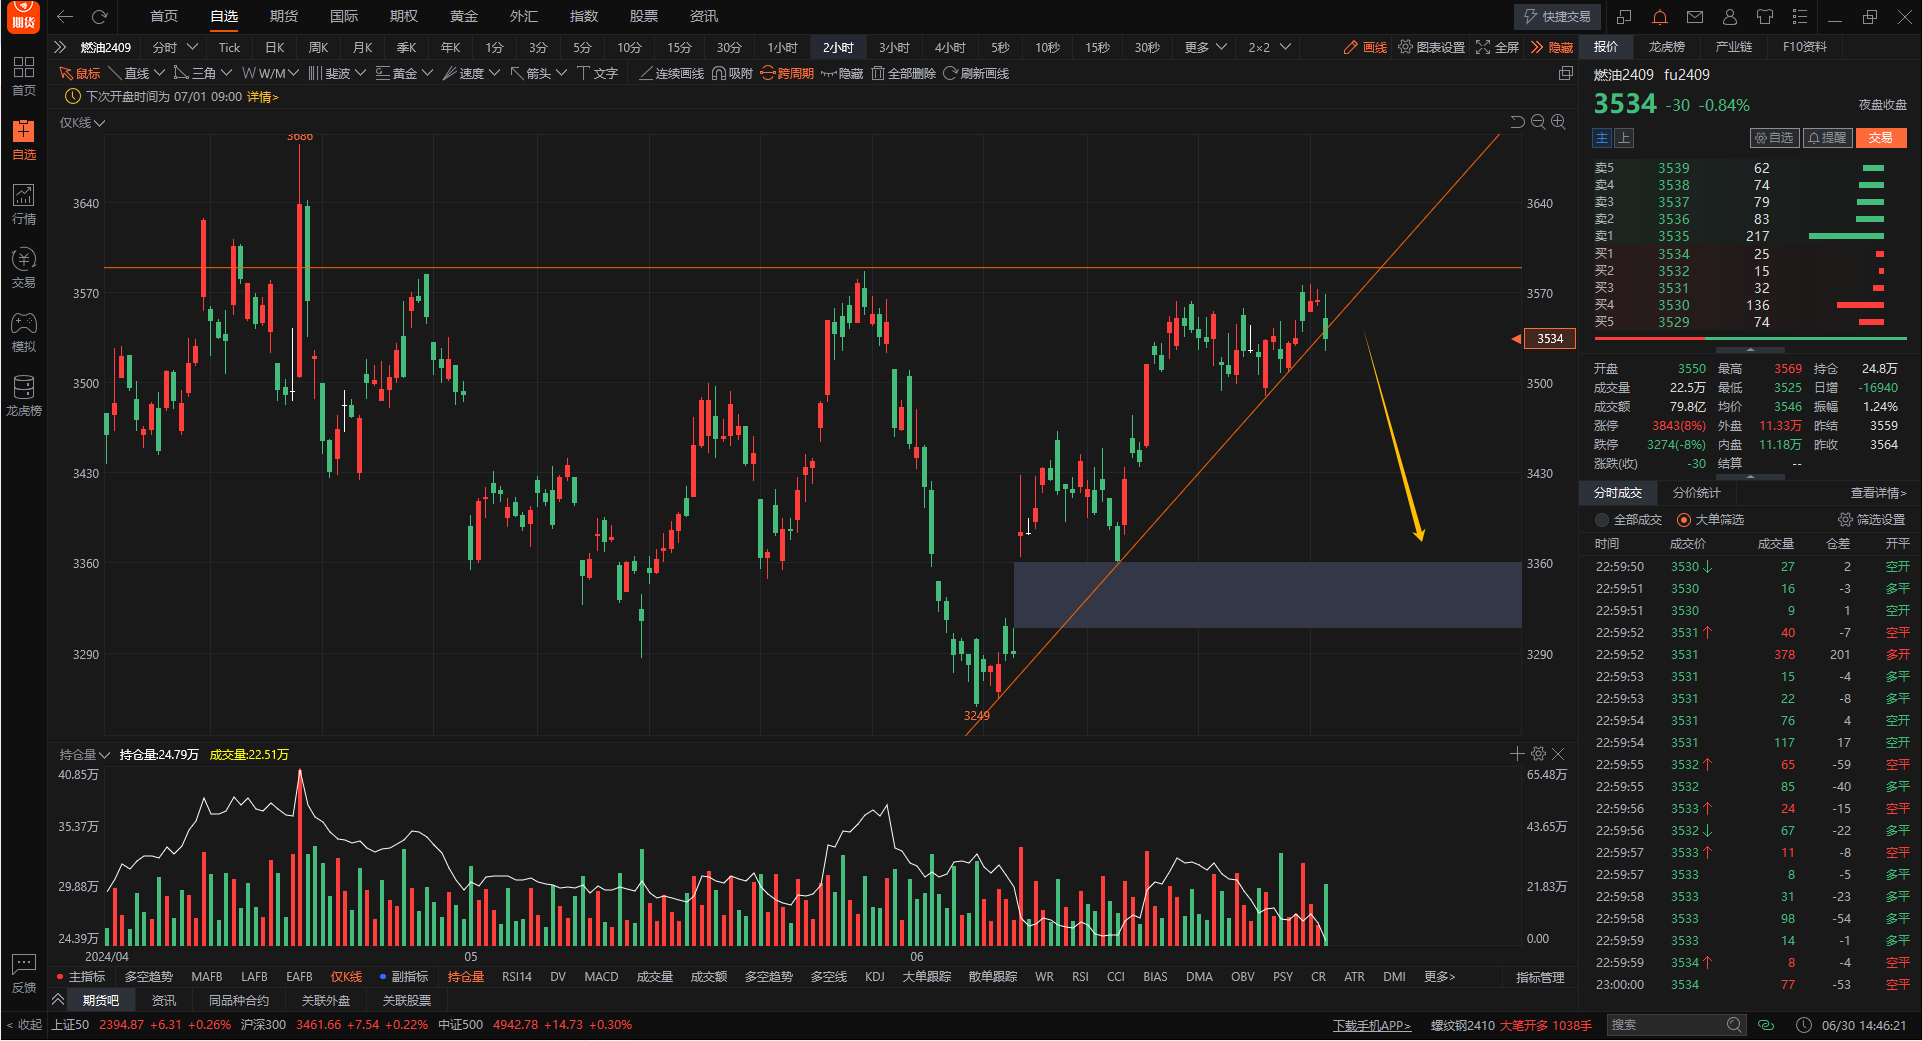 期货 首页 自选 期货 国际 期权 黄金 外汇 指数 股票 资讯 快捷交易
燃油2409 分时 Tick 日K 周K 月K 季K 年K 1分 3分 5分 10分 15分 30分 1小时 2小时 3小时 4小时 5秒 10秒 15秒 30秒 更多 2×2 画线 图表设置 全屏 隐藏
鼠标 直线 三角 W/M 斐波 黄金 速度 箭头 文字 连续画线 吸附 跨周期 隐藏 全部删除 刷新画线
下次开盘时间为 07/01 09:00 详情>
仅K线
首页
自选
行情
交易
模拟
龙虎榜
反馈
< 收起
3686
3640 3640
3570 3570
3534
3500 3500
3430 3430
3360 3360
3290 3290
3249
持仓量 持仓量:24.79万 成交量:22.51万
40.85万 65.48万
35.37万 43.65万
29.88万 21.83万
24.39万 0.00
2024/04 05 06
主指标 多空趋势 MAFB LAFB EAFB 仅K线 副指标 持仓量 RSI14 DV MACD 成交量 成交额 多空趋势 多空线 KDJ 大单跟踪 散单跟踪 WR RSI CCI BIAS DMA OBV PSY CR ATR DMI 更多> 指标管理
期货吧 资讯 同品种合约 关联外盘 关联股票
报价 龙虎榜 产业链 F10资料
燃油2409 fu2409
3534 -30 -0.84% 夜盘收盘
主 上 自选 提醒 交易
卖5 3539 62
卖4 3538 74
卖3 3537 79
卖2 3536 83
卖1 3535 217
买1 3534 25
买2 3532 15
买3 3531 32
买4 3530 136
买5 3529 74
开盘 3550 最高 3569 持仓 24.8万
成交量 22.5万 最低 3525 日增 -16940
成交额 79.8亿 均价 3546 振幅 1.24%
涨停 3843(8%) 外盘 11.33万 昨结 3559
跌停 3274(-8%) 内盘 11.18万 昨收 3564
涨跌(收) -30 结算 --
分时成交 分价统计 查看详情>
全部成交 大单筛选 筛选设置
时间 成交价 成交量 仓差 开平
22:59:50 3530↓ 27 2 空开
22:59:51 3530 16 -3 多平
22:59:51 3530 9 1 空开
22:59:52 3531↑ 40 -7 空平
22:59:52 3531 378 201 多开
22:59:53 3531 15 -4 多平
22:59:53 3531 22 -8 多平
22:59:54 3531 76 4 空开
22:59:54 3531 117 17 空开
22:59:55 3532↑ 65 -59 空平
22:59:55 3532 85 -40 多平
22:59:56 3533↑ 24 -15 空平
22:59:56 3532↓ 67 -22 多平
22:59:57 3533↑ 11 -8 空平
22:59:57 3533 8 -5 多平
22:59:58 3533 31 -23 多平
22:59:58 3533 98 -54 多平
22:59:59 3533 14 -1 多平
22:59:59 3534↑ 8 -4 空平
23:00:00 3534 77 -53 空平
上证50 2394.87 +6.31 +0.26% 沪深300 3461.66 +7.54 +0.22% 中证500 4942.78 +14.73 +0.30% 下载手机APP> 螺纹钢2410 大笔开多 1038手 搜索 06/30 14:46:21